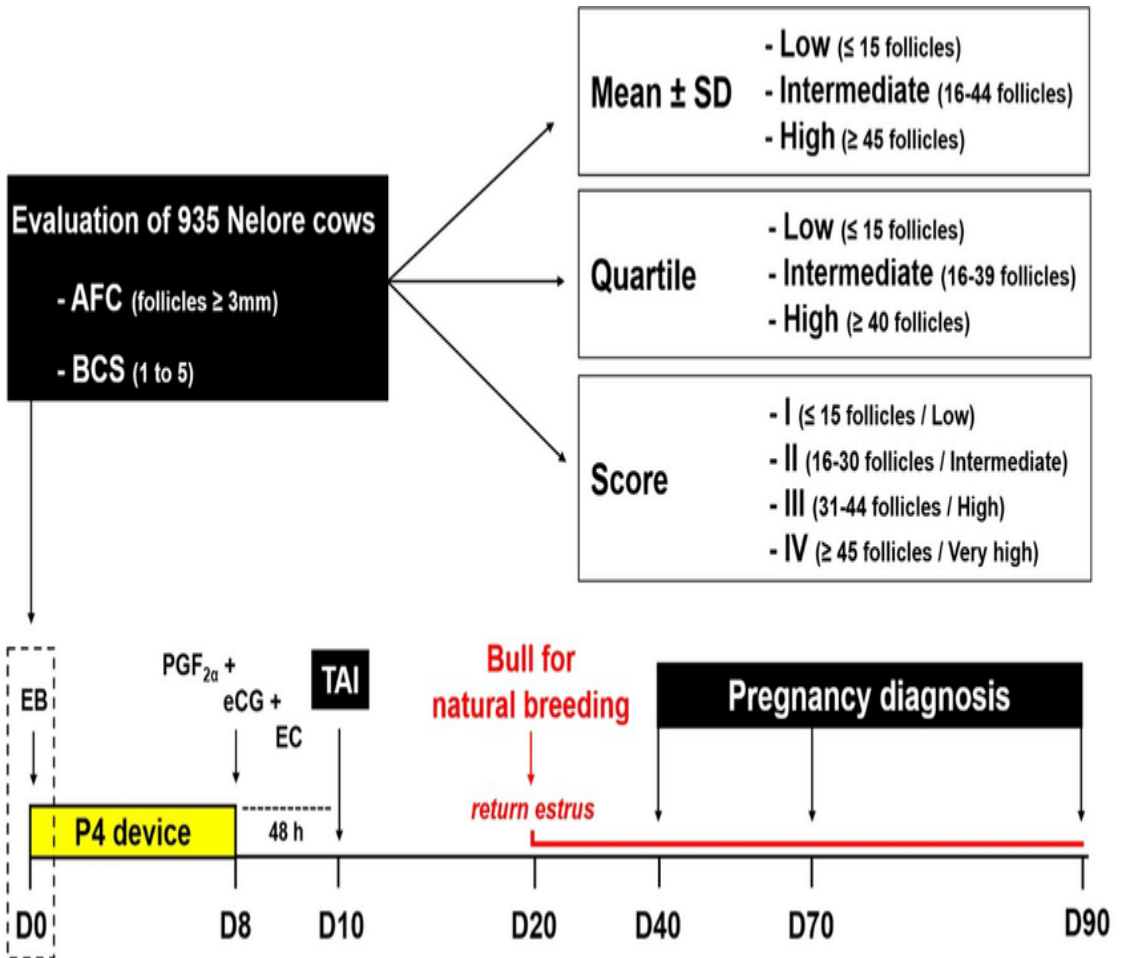 Evaluation of 935 Nelore cows
- AFC (follicles ≥ 3mm)
- BCS (1 to 5)
Mean ± SD
- Low (≤ 15 follicles)
- Intermediate (16-44 follicles)
- High (≥ 45 follicles)
Quartile
- Low (≤ 15 follicles)
- Intermediate (16-39 follicles)
- High (≥ 40 follicles)
Score
- I (≤ 15 follicles / Low)
- II (16-30 follicles / Intermediate)
- III (31-44 follicles / High)
- IV (≥ 45 follicles / Very high)
EB
PGF2α +
eCG +
EC
TAI
Bull for
natural breeding
return estrus
Pregnancy diagnosis
P4 device
48 h
D0
D8
D10
D20
D40
D70
D90